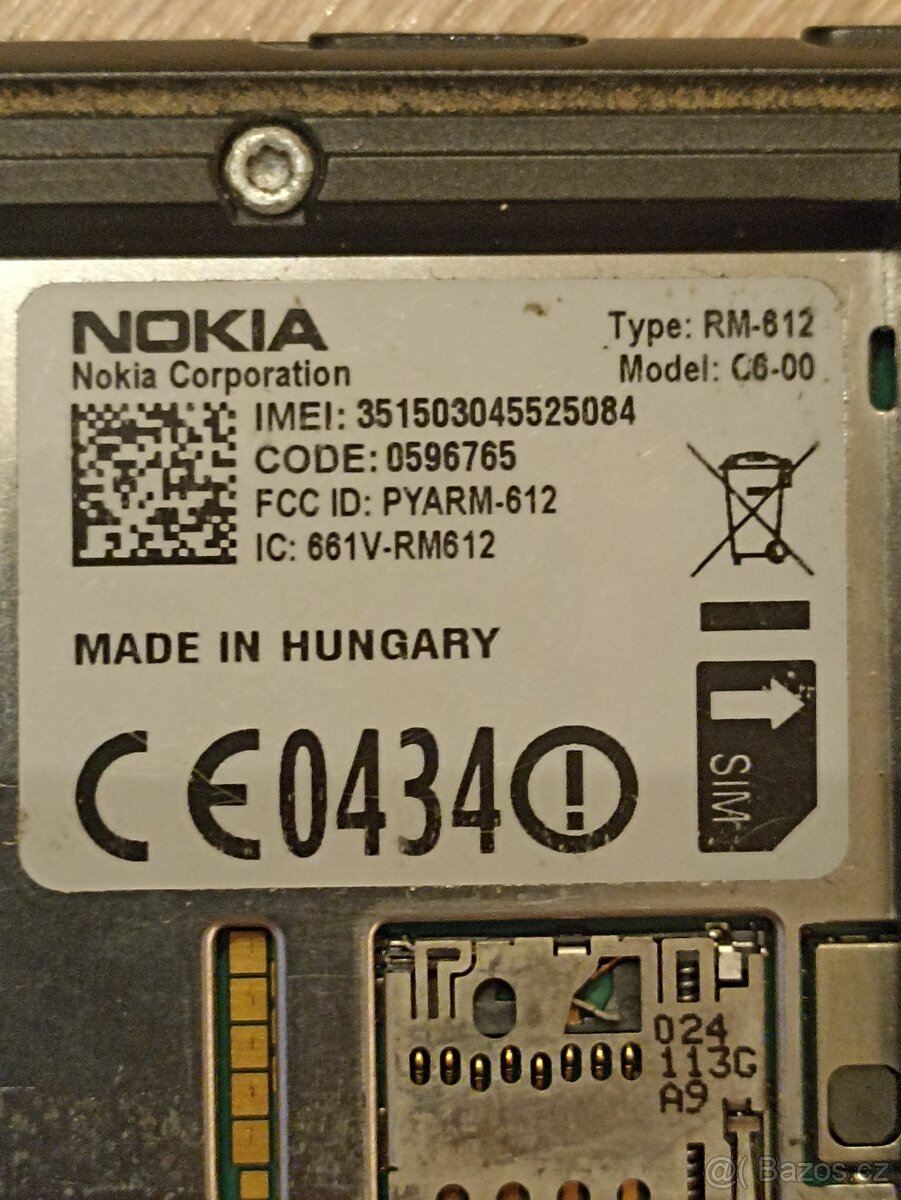 NOKIA
Nokia Corporation
Type: RM-612
Model: C6-00
IMEI: 351503045525084
CODE: 0596765
FCC ID: PYARM-612
IC: 661V-RM612
MADE IN HUNGARY
CE0434
SIM
024
113G
A9
@( Bazos.cz